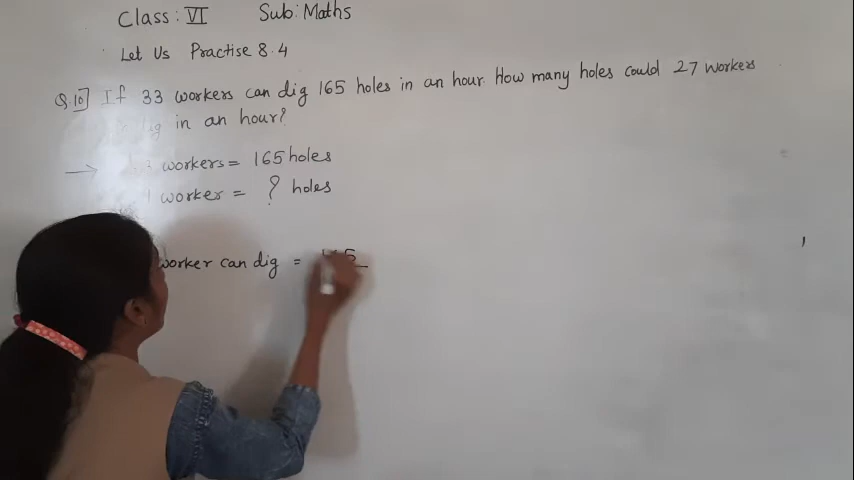 Class: VI Sub: Maths
Let Us Practise 8.4
Q.10] If 33 workers can dig 165 holes in an hour. How many holes could 27 workers
dig in an hour?
→ workers = 165 holes
1 worker = ? holes
worker can dig =